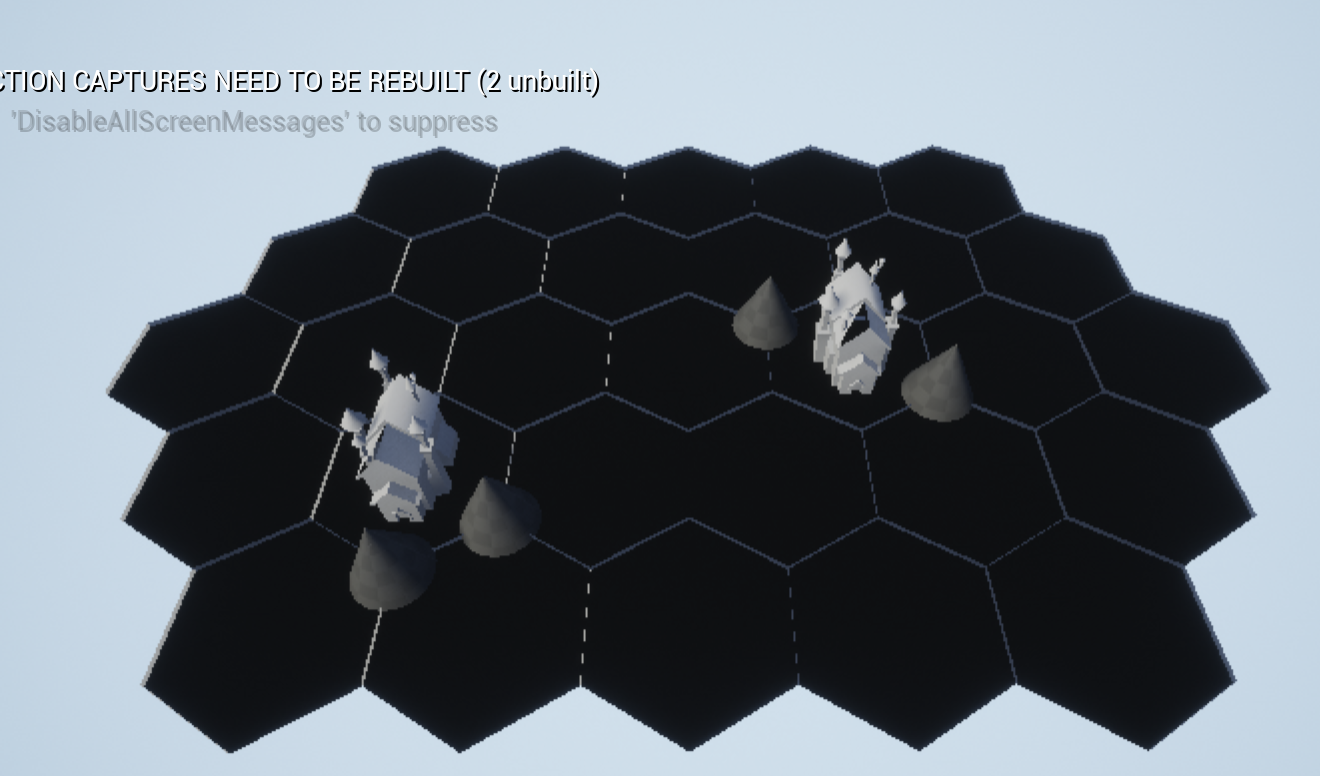 CTION CAPTURES NEED TO BE REBUILT (2 unbuilt)
'DisableAllScreenMessages' to suppress